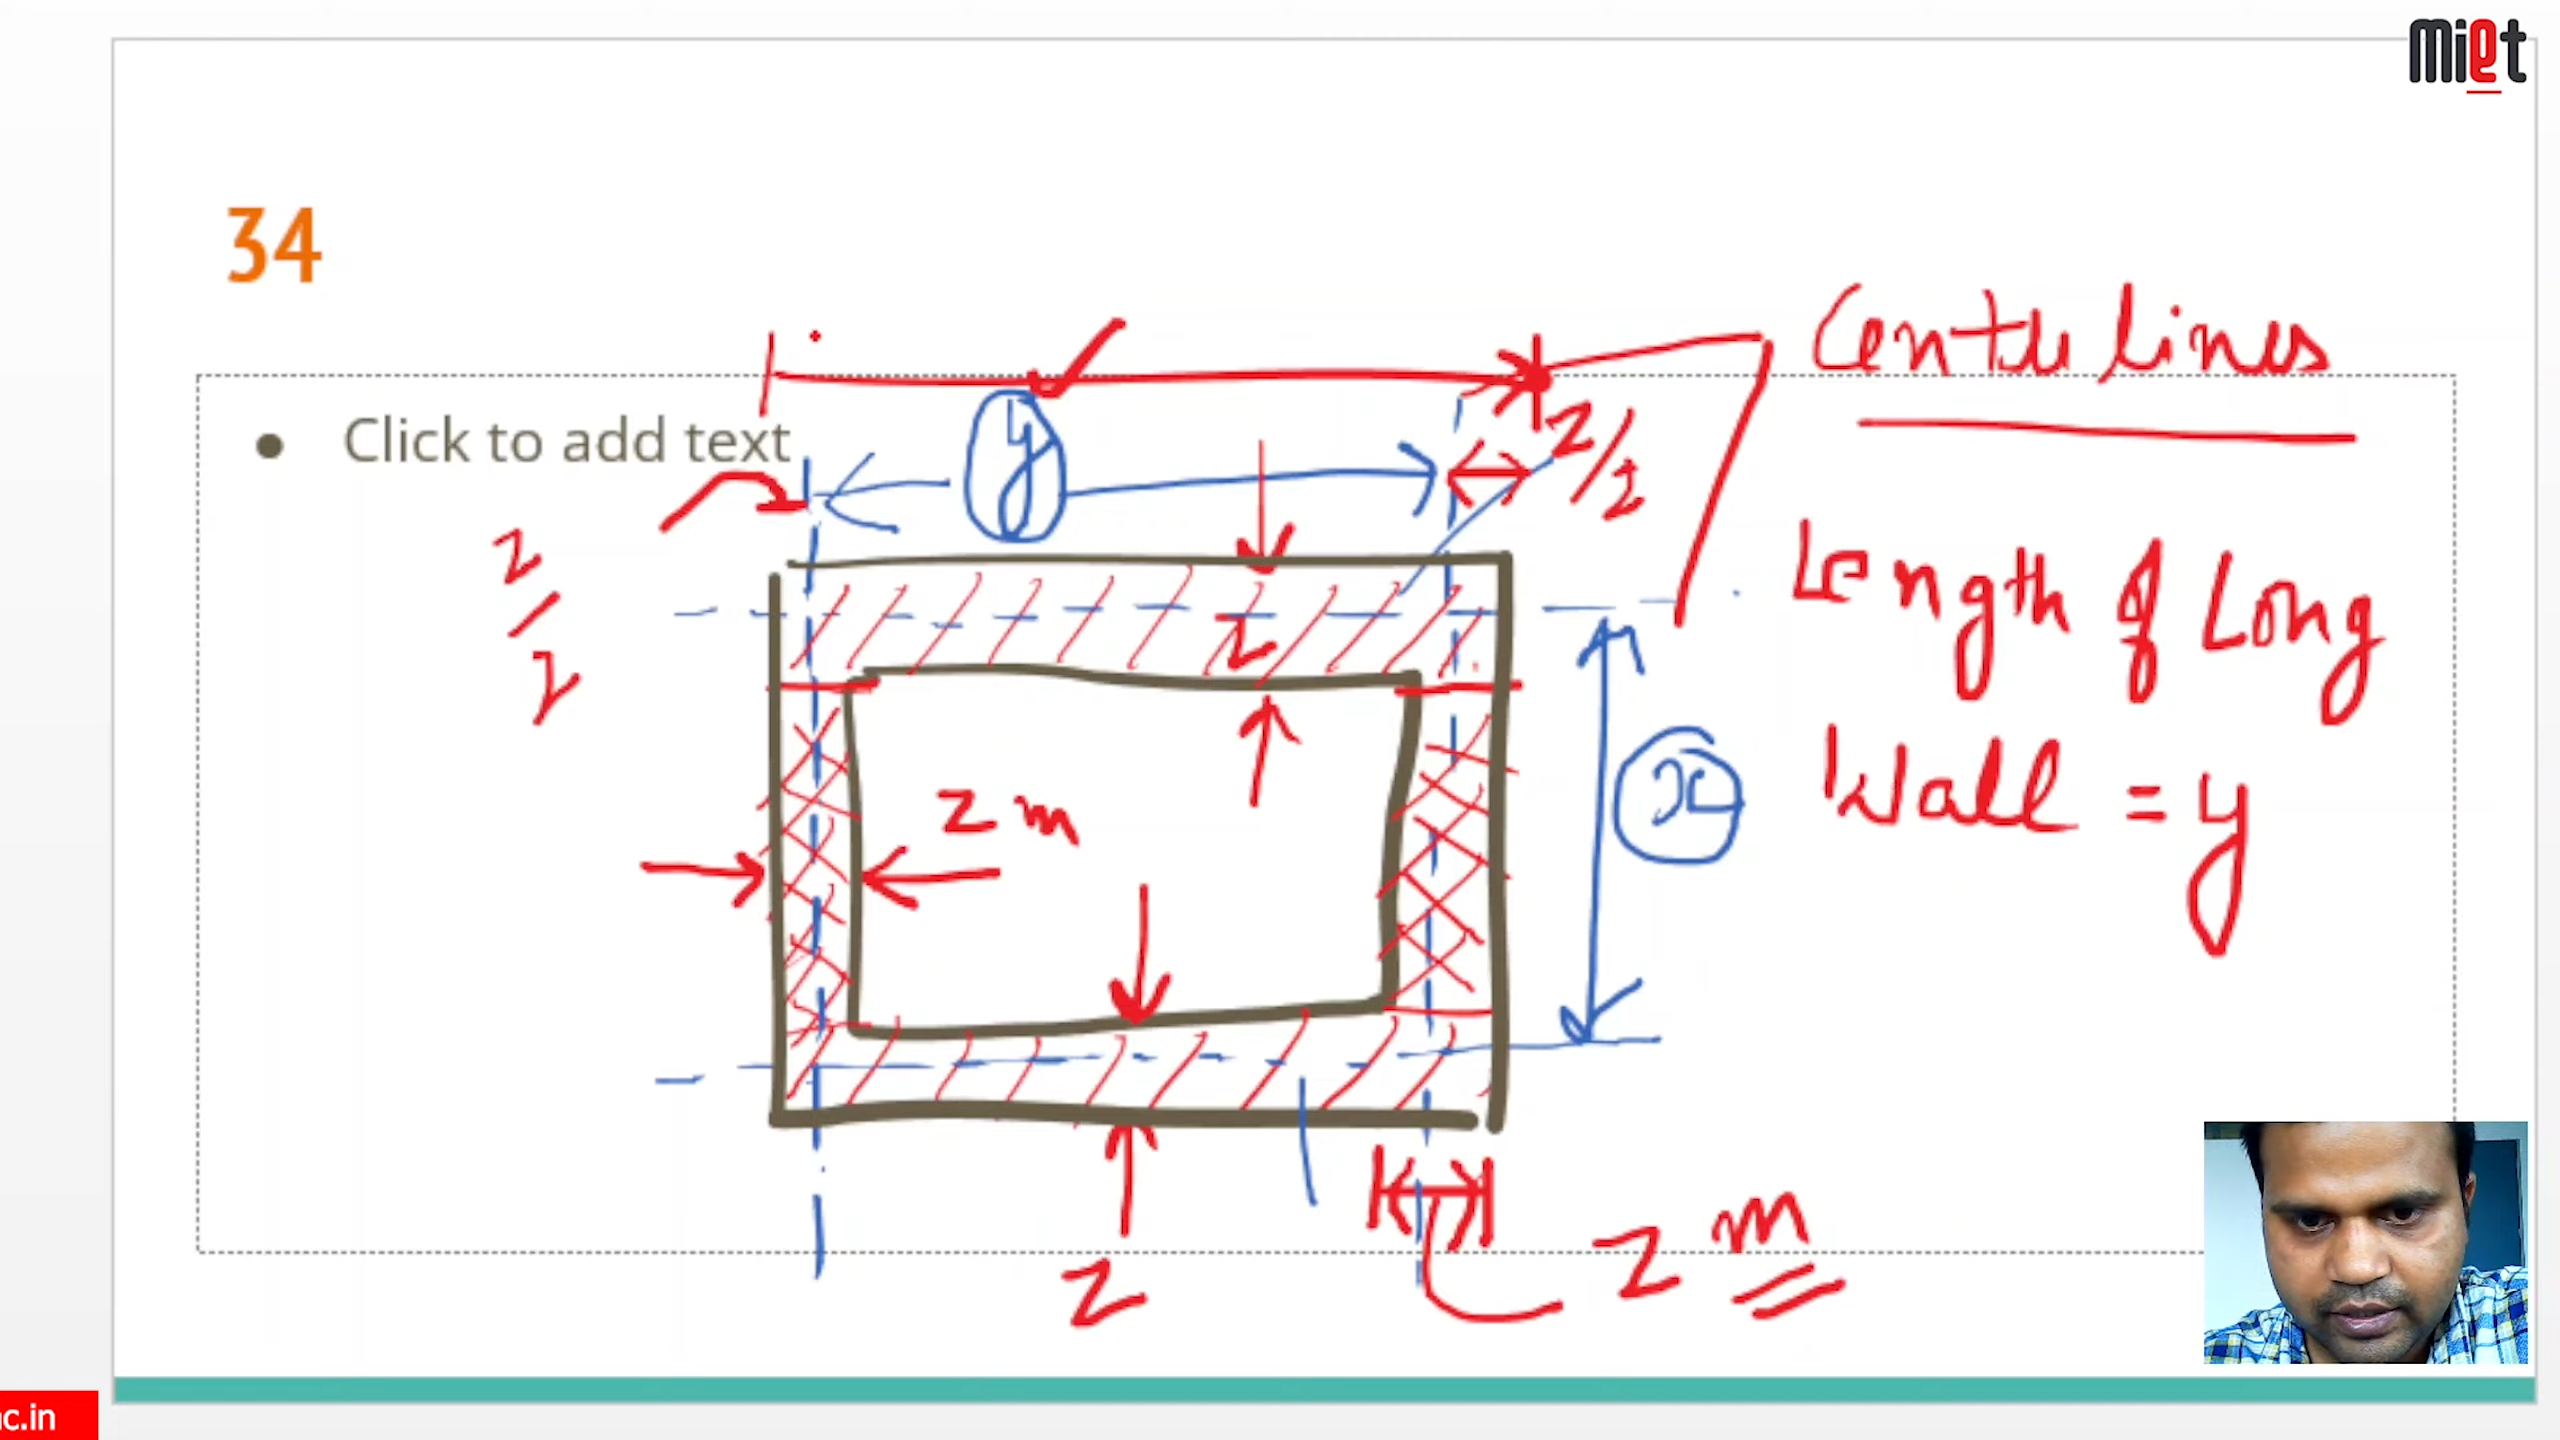 miet
34
Centre lines
• Click to add text
y
z/2
z/2
Length of Long
z
Wall = y
x
z m
z m
z
c.in